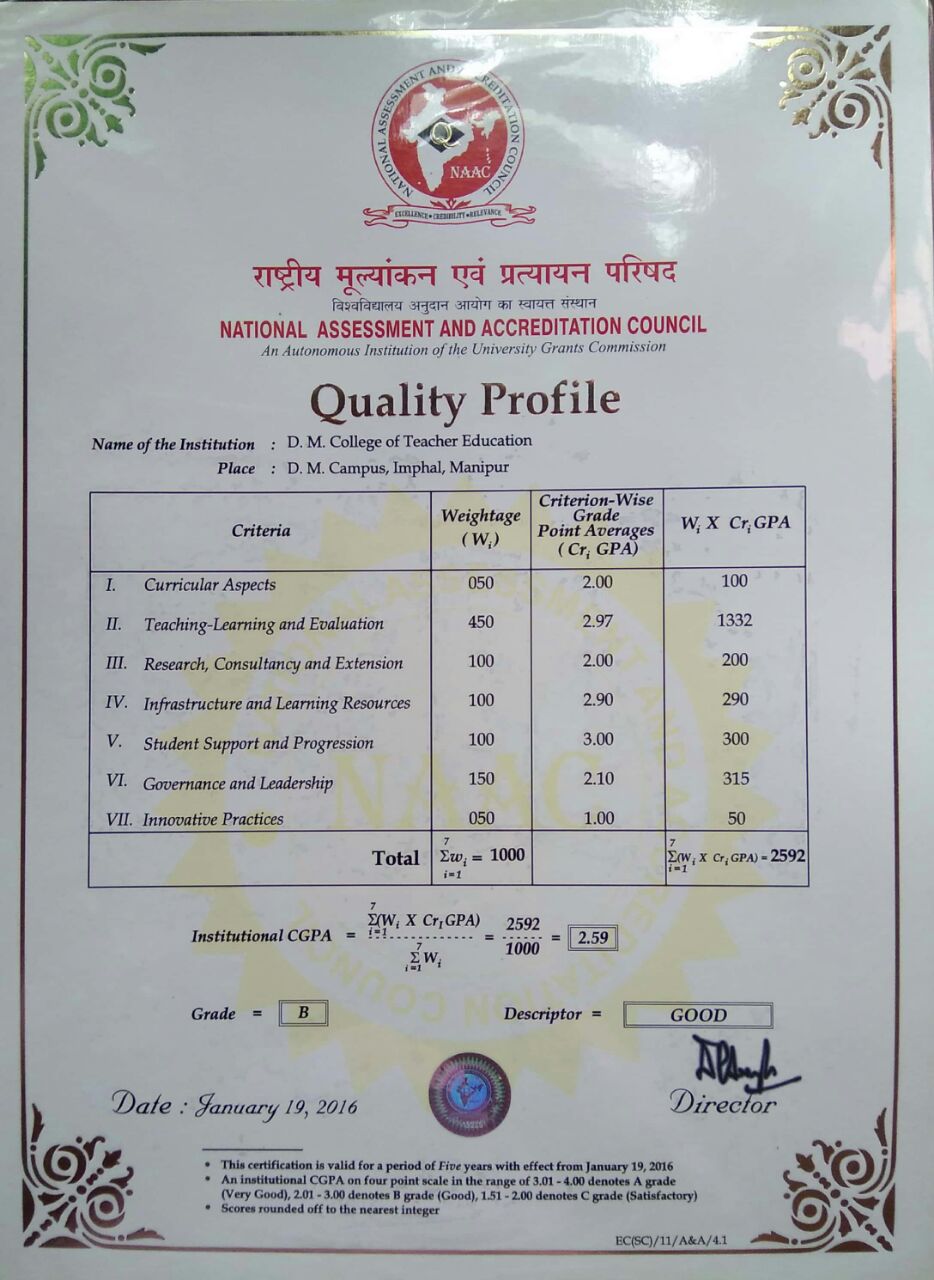 NATIONAL ASSESSMENT AND ACCREDITATION COUNCIL
Q
NAAC
EXCELLENCE • CREDIBILITY • RELEVANCE
राष्ट्रीय मूल्यांकन एवं प्रत्यायन परिषद
विश्वविद्यालय अनुदान आयोग का स्वायत्त संस्थान
NATIONAL ASSESSMENT AND ACCREDITATION COUNCIL
An Autonomous Institution of the University Grants Commission
Quality Profile
Name of the Institution : D. M. College of Teacher Education
Place : D. M. Campus, Imphal, Manipur
Criteria Weightage (Wi) Criterion-Wise Grade Point Averages (Cri GPA) Wi X Cri GPA
I. Curricular Aspects 050 2.00 100
II. Teaching-Learning and Evaluation 450 2.97 1332
III. Research, Consultancy and Extension 100 2.00 200
IV. Infrastructure and Learning Resources 100 2.90 290
V. Student Support and Progression 100 3.00 300
VI. Governance and Leadership 150 2.10 315
VII. Innovative Practices 050 1.00 50
Total 7 Σwi = 1000 i=1 7 Σ(Wi X Cri GPA) = 2592 i=1
Institutional CGPA = 7 Σ(Wi X CrI GPA) i=1 / 7 Σ Wi i=1 = 2592 / 1000 = 2.59
Grade = B Descriptor = GOOD
Date : January 19, 2016 Director
• This certification is valid for a period of Five years with effect from January 19, 2016
• An institutional CGPA on four point scale in the range of 3.01 - 4.00 denotes A grade
(Very Good), 2.01 - 3.00 denotes B grade (Good), 1.51 - 2.00 denotes C grade (Satisfactory)
• Scores rounded off to the nearest integer
EC(SC)/11/A&A/4.1